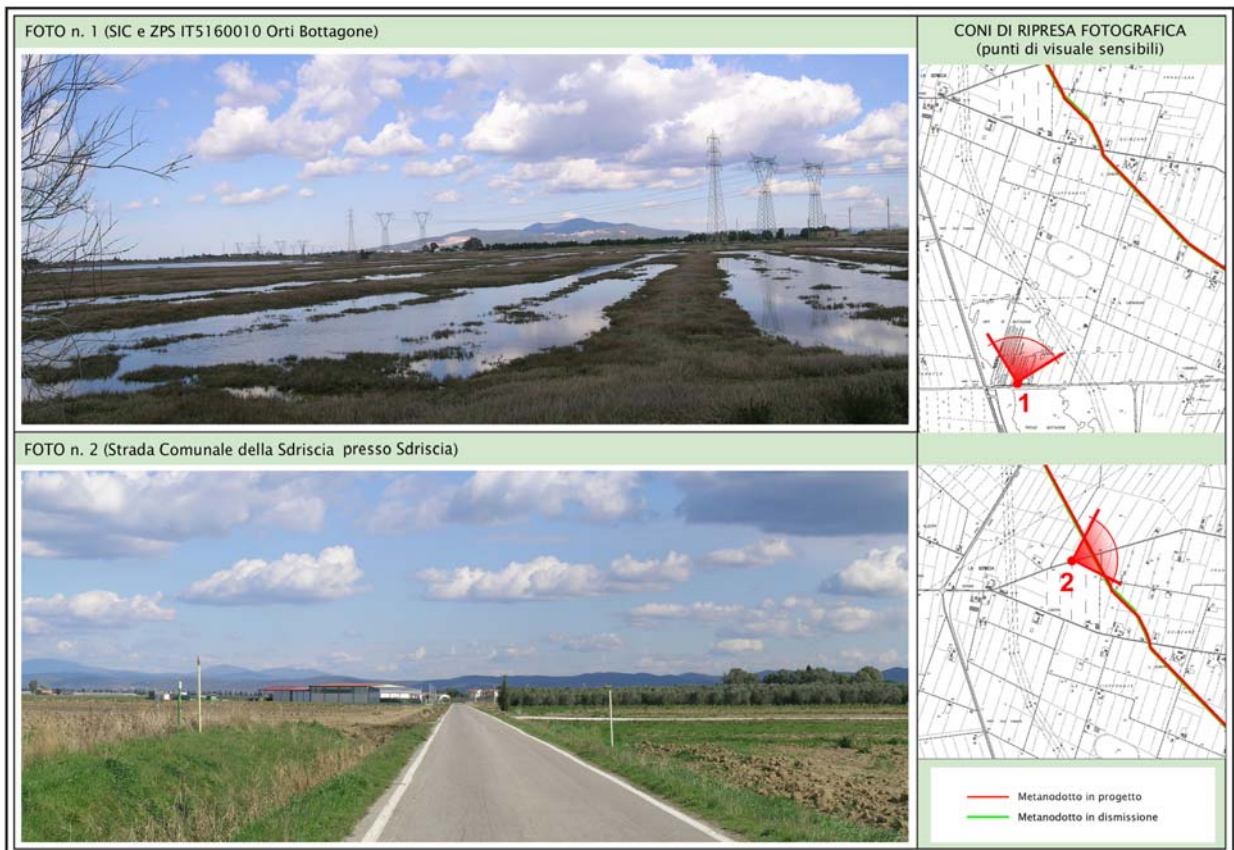 FOTO n. 1 (SIC e ZPS IT5160010 Orti Bottagone)
CONI DI RIPRESA FOTOGRAFICA
(punti di visuale sensibili)
1
FOTO n. 2 (Strada Comunale della Sdriscia presso Sdriscia)
2
Metanodotto in progetto
Metanodotto in dismissione